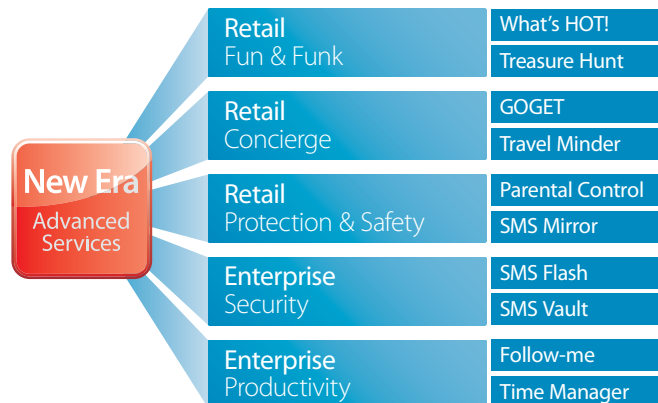 New Era
Advanced
Services
Retail
Fun & Funk
What's HOT!
Treasure Hunt
Retail
Concierge
GOGET
Travel Minder
Retail
Protection & Safety
Parental Control
SMS Mirror
Enterprise
Security
SMS Flash
SMS Vault
Enterprise
Productivity
Follow-me
Time Manager